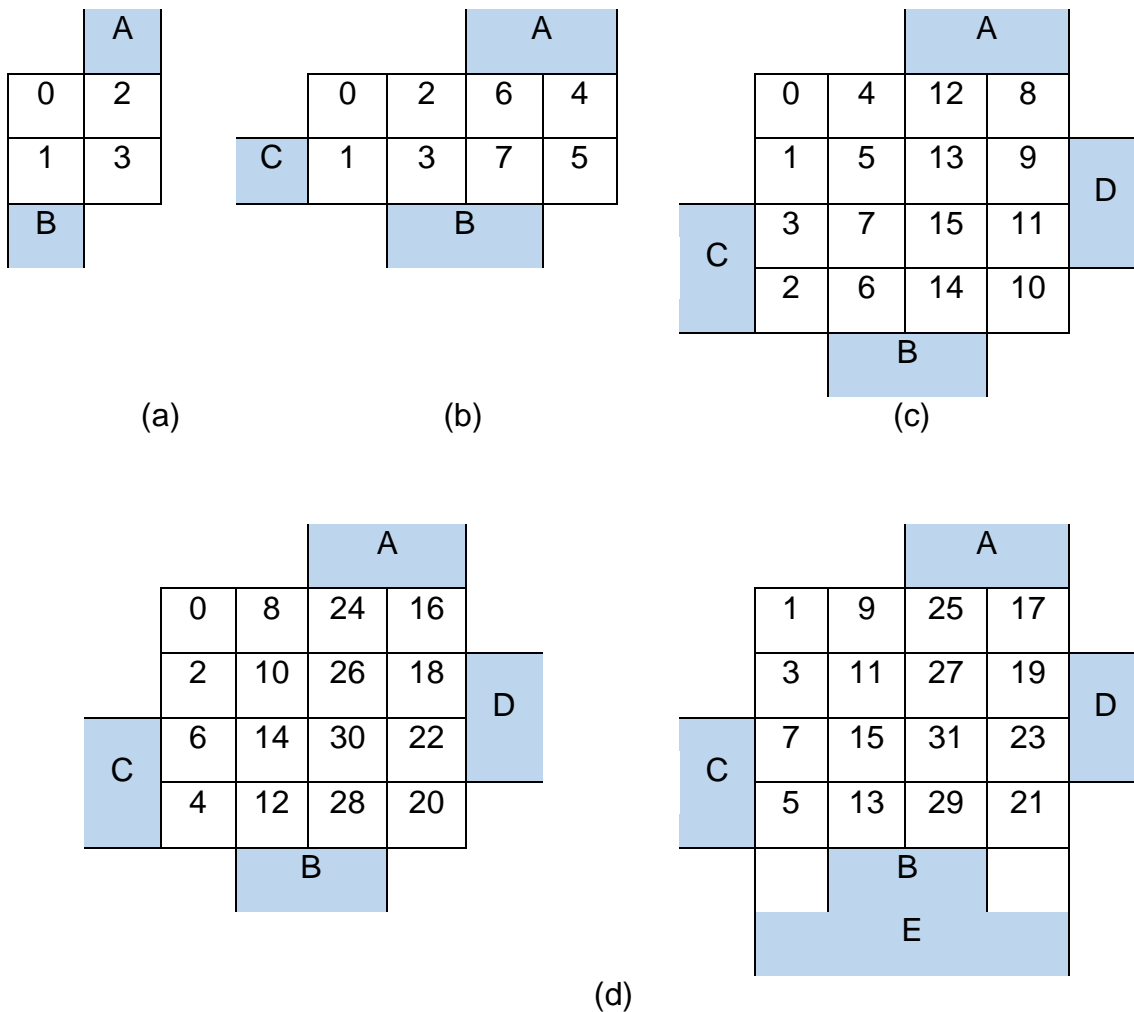 A A A
0 2 0 2 6 4 0 4 12 8
1 3 C 1 3 7 5 1 5 13 9 D
B B C 3 7 15 11
2 6 14 10
B
(a) (b) (c)
A A
0 8 24 16 1 9 25 17
2 10 26 18 D 3 11 27 19 D
C 6 14 30 22 C 7 15 31 23
4 12 28 20 5 13 29 21
B B
E
(d)